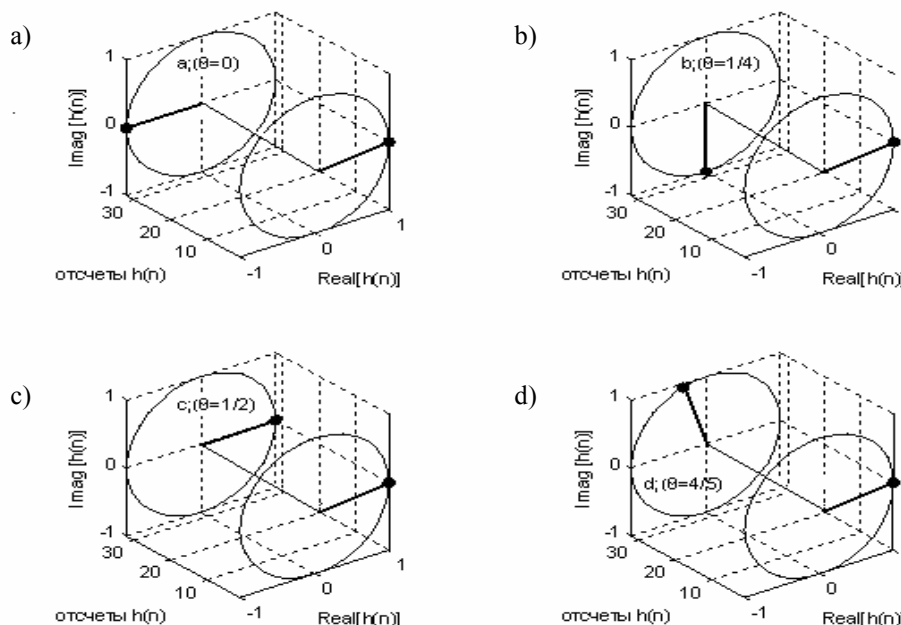 a)
1
0
-1
Imag [h(n)]
a;(θ=0)
30
20
10
отсчеты h(n)
-1
0
1
Real[h(n)]
b)
1
0
-1
Imag [h(n)]
b;(θ=1/4)
30
20
10
отсчеты h(n)
-1
0
Real[h(n)]
c)
1
0
-1
Imag [h(n)]
c;(θ=1/2)
30
20
10
отсчеты h(n)
-1
0
1
Real[h(n)]
d)
1
0
-1
Imag [h(n)]
d;(θ=4/5)
30
20
10
отсчеты h(n)
-1
0
Real[h(n)]